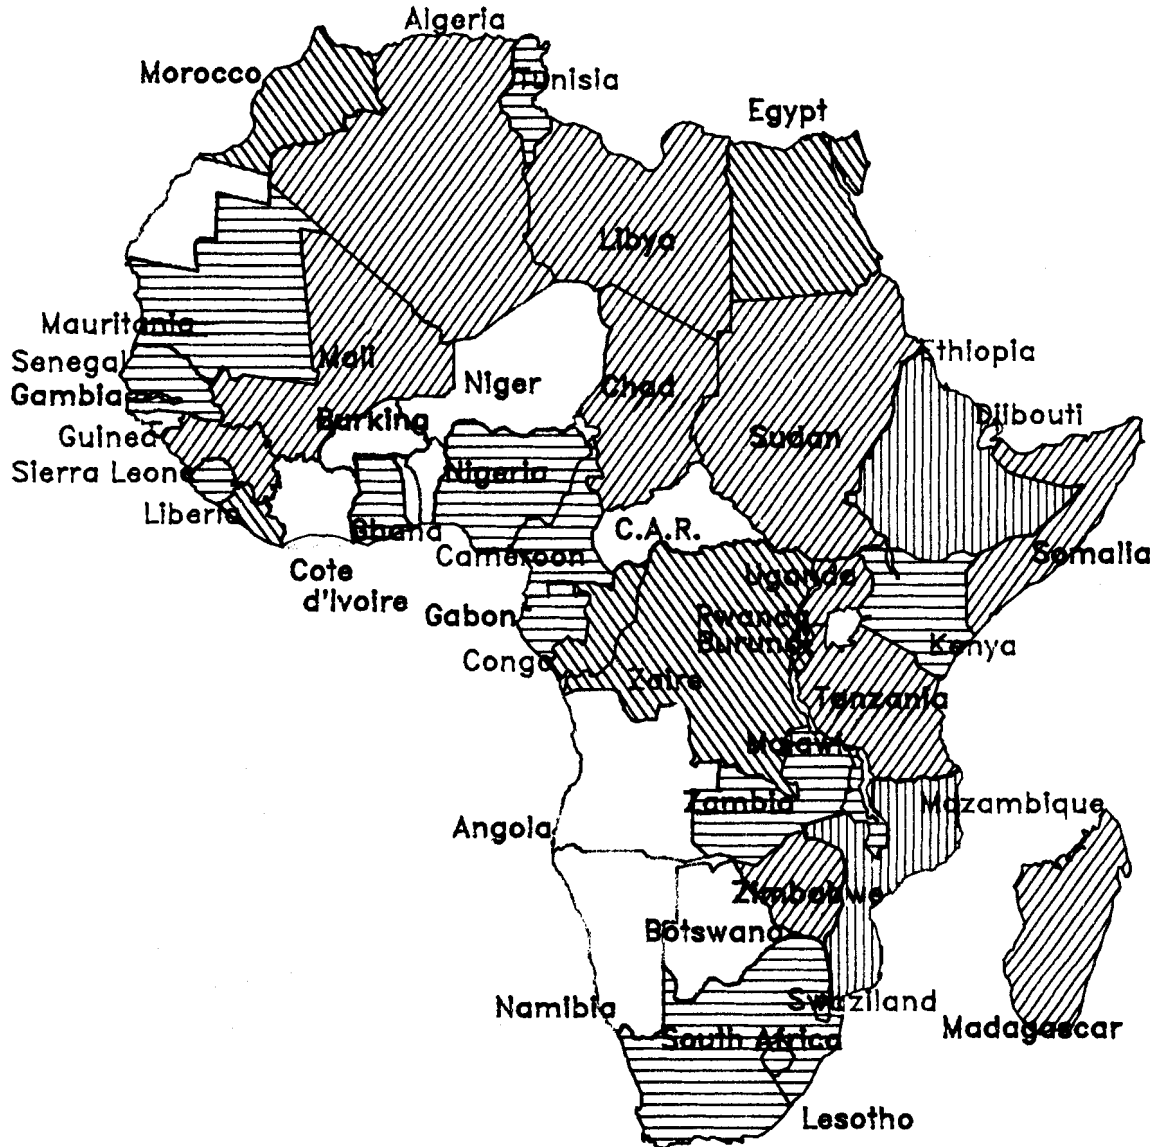 Algeria
Morocco
Tunisia
Egypt
Libya
Mauritania
Senegal
Mali
Ethiopia
Niger
Chad
Gambia
Djibouti
Burkina
Guinea
Sudan
Sierra Leone
Nigeria
Liberia
Ghana
C.A.R.
Cameroon
Somalia
Cote
d'Ivoire
Uganda
Gabon
Rwanda
Burundi
Kenya
Congo
Zaire
Tanzania
Malawi
Zambia
Mozambique
Angola
Zimbabwe
Botswana
Namibia
Swaziland
South Africa
Madagascar
Lesotho